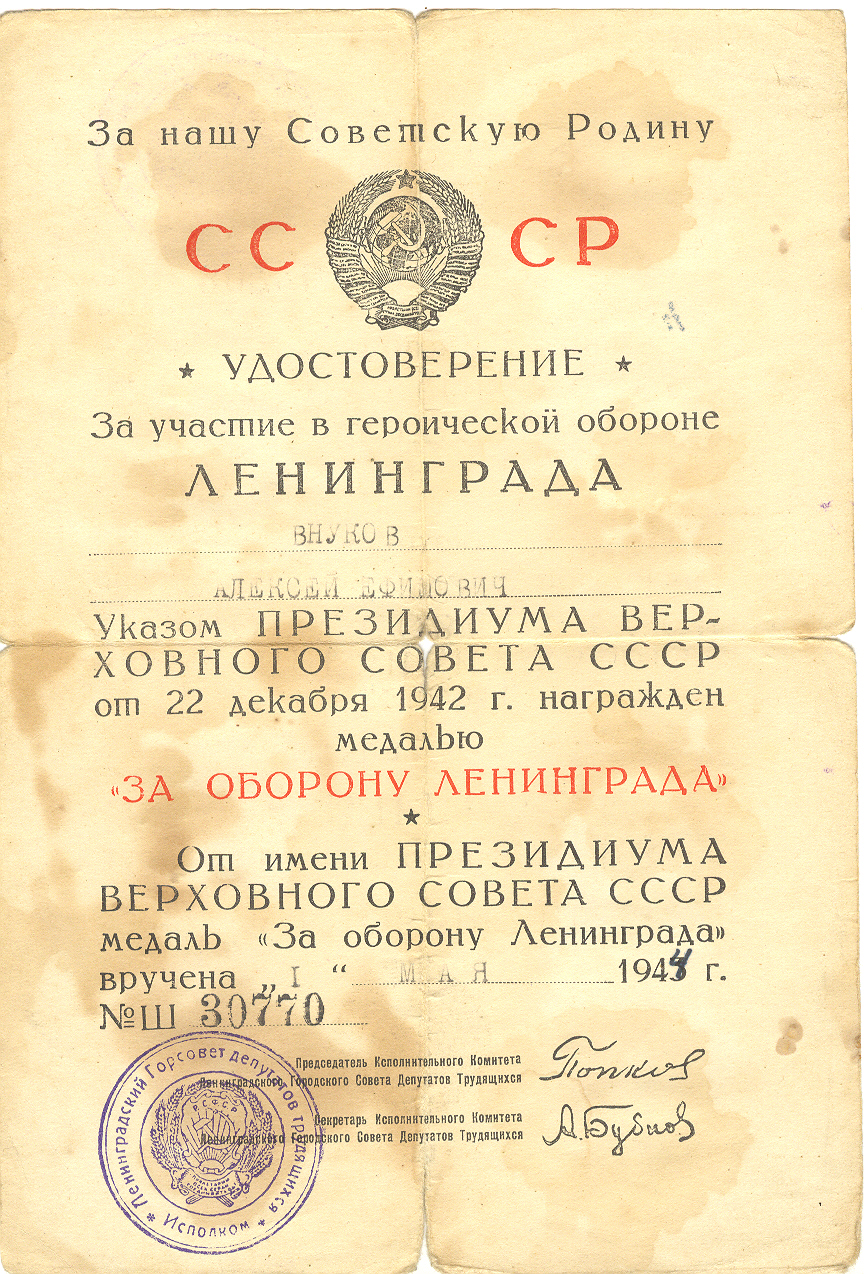 За нашу Советскую Родину
СС СР
УДОСТОВЕРЕНИЕ
За участие в героической обороне
ЛЕНИНГРАДА
ВНУКОВ
АЛЕКСЕЙ ЕФИМОВИЧ
Указом ПРЕЗИДИУМА ВЕР-
ХОВНОГО СОВЕТА СССР
от 22 декабря 1942 г. награжден
медалью
«ЗА ОБОРОНУ ЛЕНИНГРАДА»
От имени ПРЕЗИДИУМА
ВЕРХОВНОГО СОВЕТА СССР
медаль «За оборону Ленинграда»
вручена „I“ МАЯ 1944 г.
№Ш 30770
Председатель Исполнительного Комитета
Ленинградского Городского Совета Депутатов Трудящихся
Попков
Секретарь Исполнительного Комитета
Ленинградского Городского Совета Депутатов Трудящихся
А.Бубнов
Ленинградский Горсовет депутатов трудящихся
* Исполком *
РСФСР